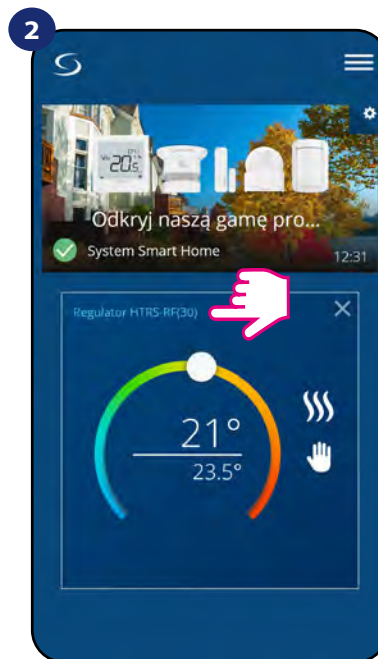 2
Odkryj naszą gamę pro...
System Smart Home
12:31
Regulator HTRS-RF(30)
21°
23.5°